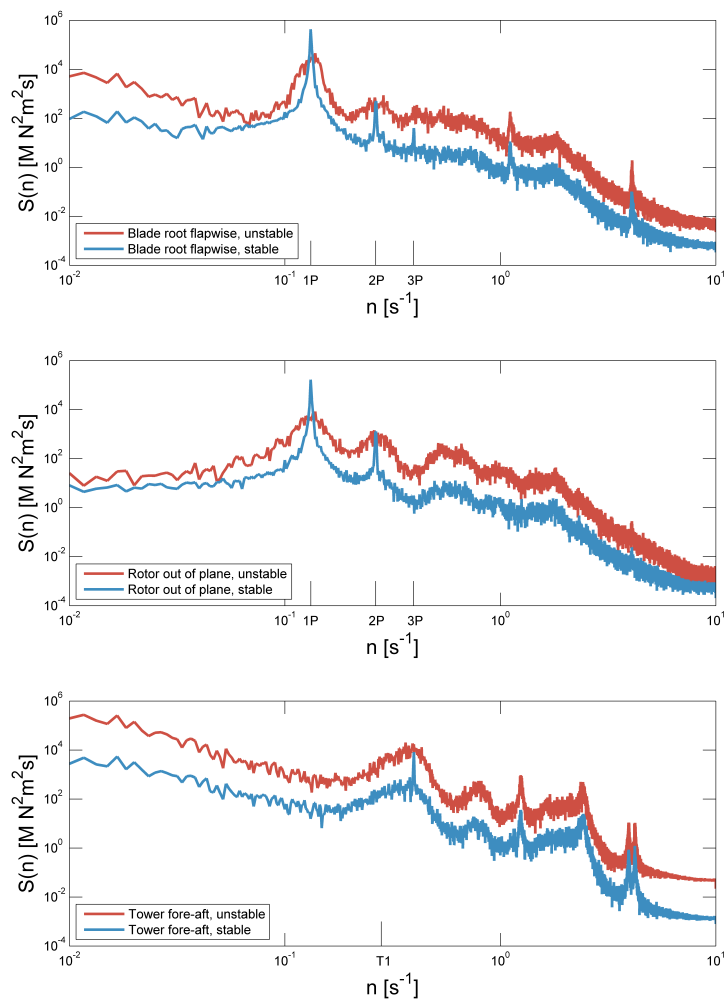 10^6
10^4
10^2
10^0
10^-2
10^-4
S(n) [M N^2m^2s]
Blade root flapwise, unstable
Blade root flapwise, stable
10^-2 10^-1 1P 2P 3P 10^0 10^1
n [s^-1]
10^6
10^4
10^2
10^0
10^-2
10^-4
S(n) [M N^2m^2s]
Rotor out of plane, unstable
Rotor out of plane, stable
10^-2 10^-1 1P 2P 3P 10^0 10^1
n [s^-1]
10^6
10^4
10^2
10^0
10^-2
10^-4
S(n) [M N^2m^2s]
Tower fore-aft, unstable
Tower fore-aft, stable
10^-2 10^-1 T1 10^0 10^1
n [s^-1]